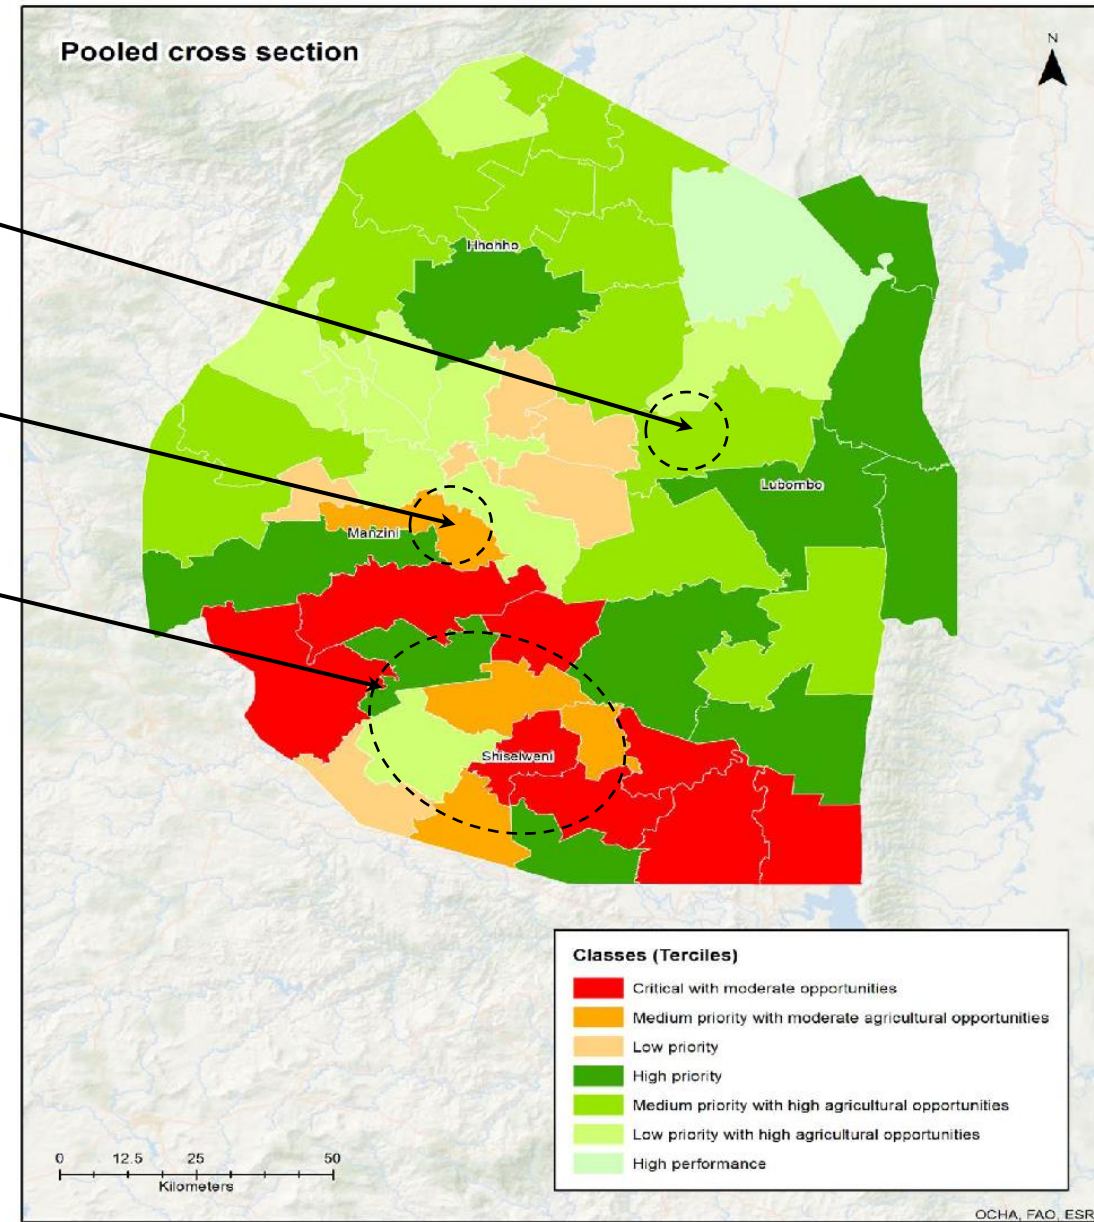 Pooled cross section
N
Hhohho
Lubombo
Manzini
Shiselweni
Classes (Terciles)
Critical with moderate opportunities
Medium priority with moderate agricultural opportunities
Low priority
High priority
Medium priority with high agricultural opportunities
Low priority with high agricultural opportunities
High performance
0 12.5 25 50
Kilometers
OCHA, FAO, ESR